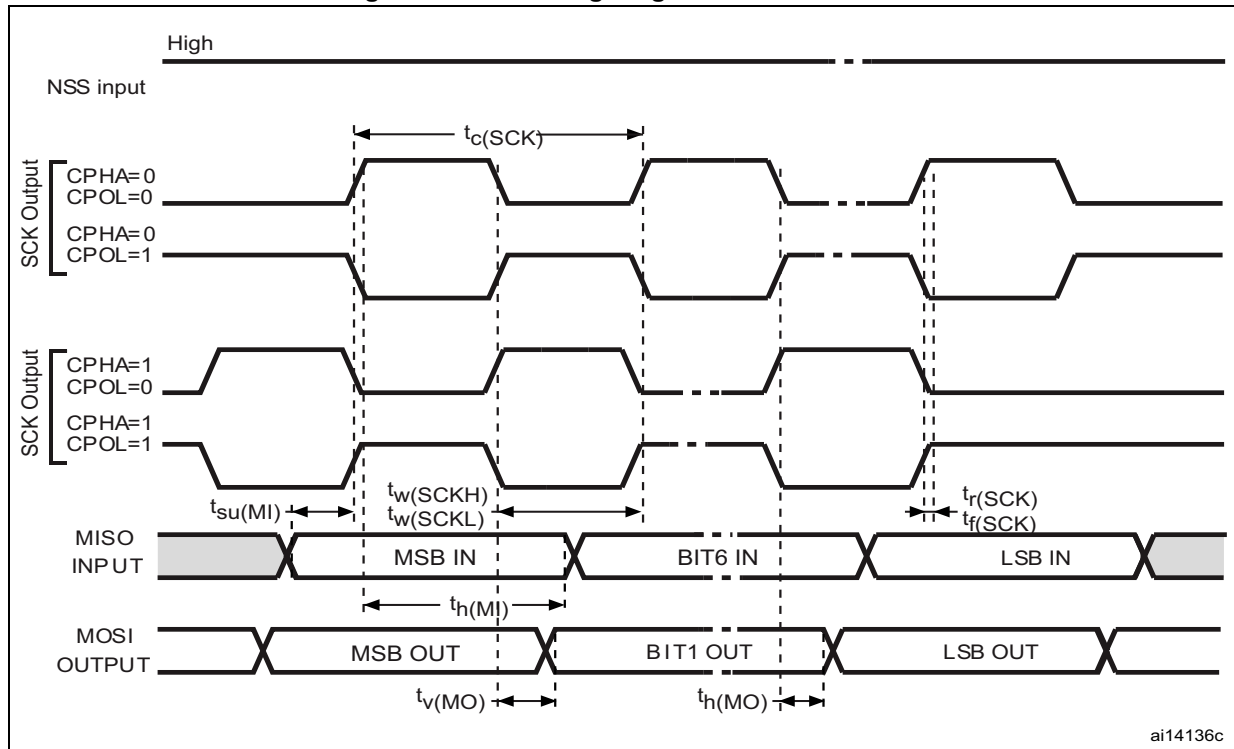 High
NSS input
tc(SCK)
SCK Output
CPHA=0
CPOL=0
CPHA=0
CPOL=1
SCK Output
CPHA=1
CPOL=0
CPHA=1
CPOL=1
tsu(MI)
tw(SCKH)
tw(SCKL)
tr(SCK)
tf(SCK)
MISO
INPUT
MSB IN
BIT6 IN
LSB IN
th(MI)
MOSI
OUTPUT
MSB OUT
BIT1 OUT
LSB OUT
tv(MO)
th(MO)
ai14136c